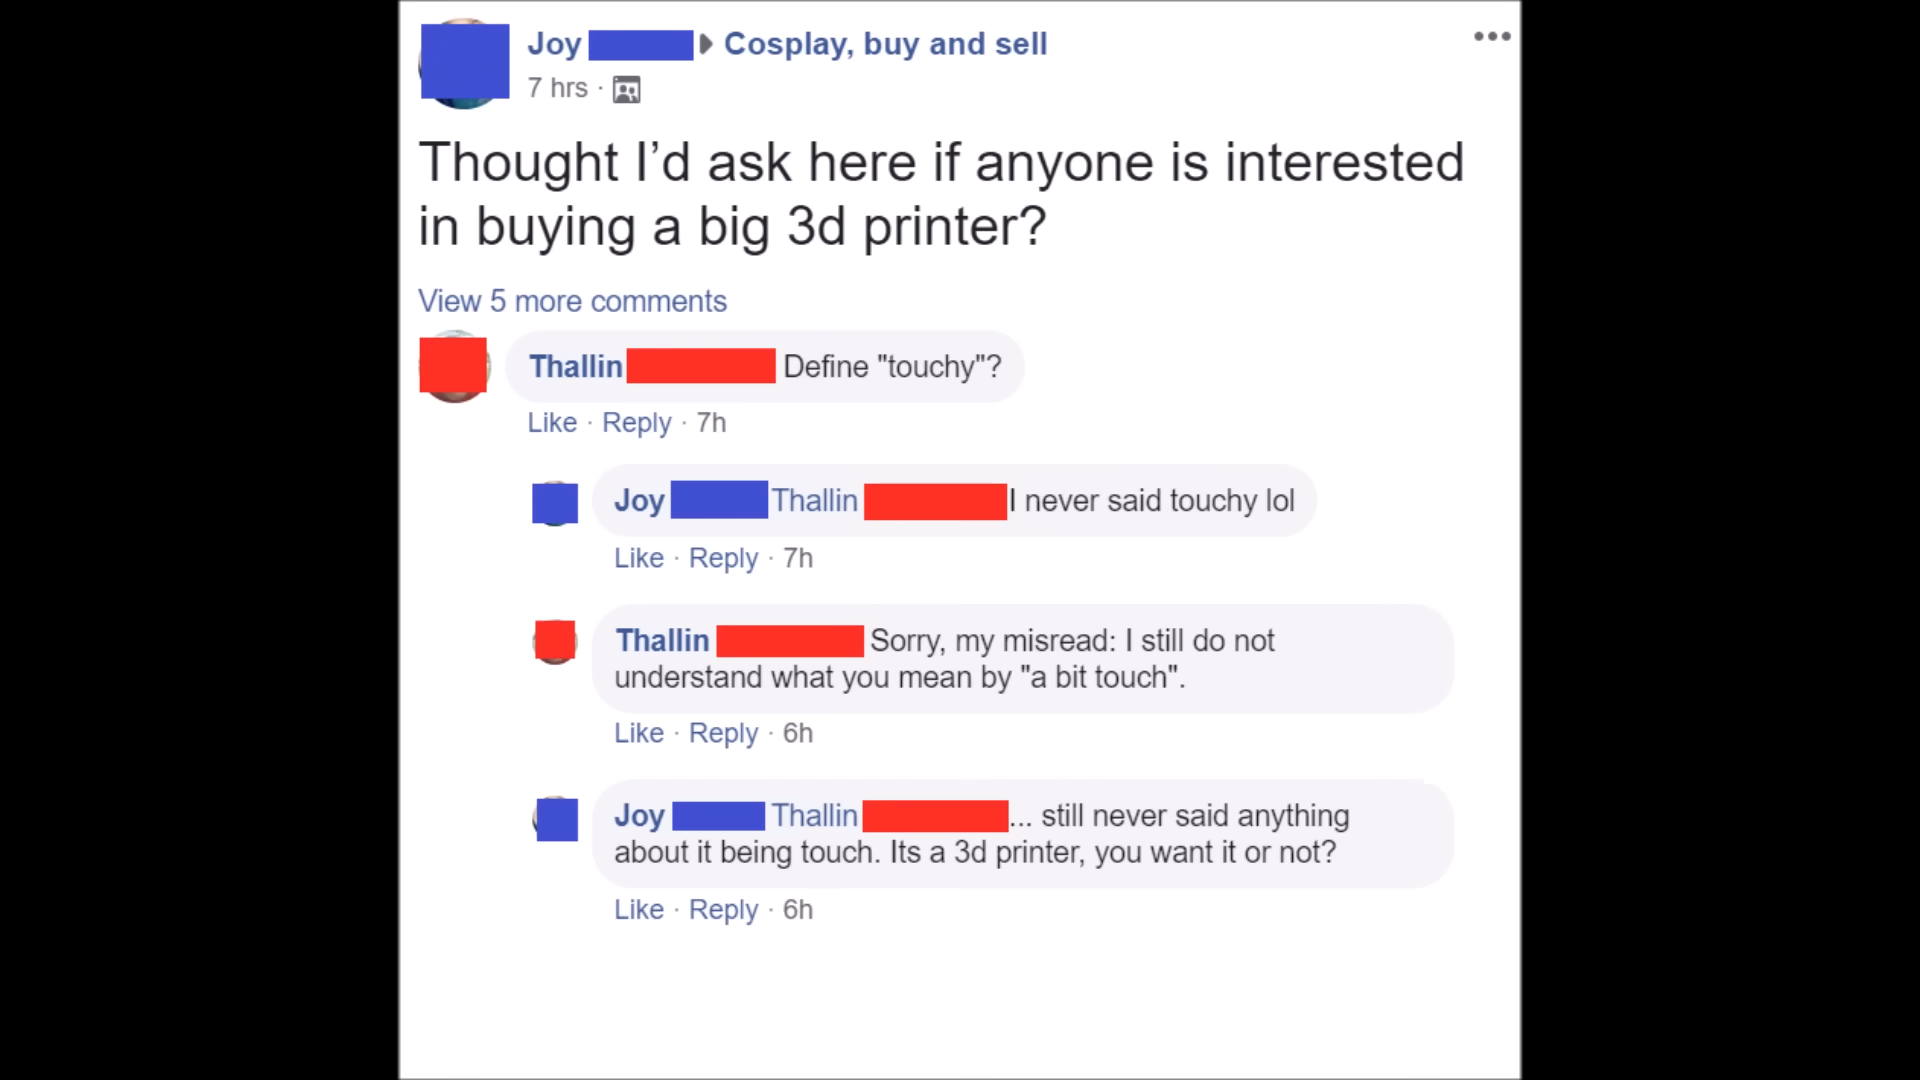 Joy Cosplay, buy and sell
7 hrs ·
Thought I’d ask here if anyone is interested
in buying a big 3d printer?
View 5 more comments
Thallin Define "touchy"?
Like · Reply · 7h
Joy Thallin I never said touchy lol
Like · Reply · 7h
Thallin Sorry, my misread: I still do not
understand what you mean by "a bit touch".
Like · Reply · 6h
Joy Thallin ... still never said anything
about it being touch. Its a 3d printer, you want it or not?
Like · Reply · 6h